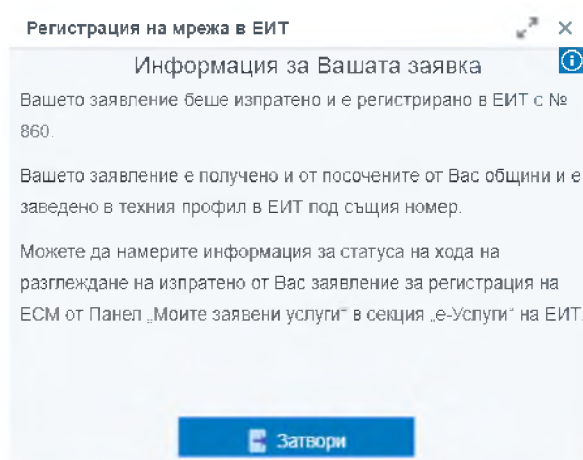 Регистрация на мрежа в ЕИТ
Информация за Вашата заявка
Вашето заявление беше изпратено и е регистрирано в ЕИТ с №
860.
Вашето заявление е получено и от посочените от Вас общини и е
заведено в техния профил в ЕИТ под същия номер.
Можете да намерите информация за статуса на хода на
разглеждане на изпратено от Вас заявление за регистрация на
ЕСМ от Панел „Моите заявени услуги“ в секция „е-Услуги“ на ЕИТ.
Затвори